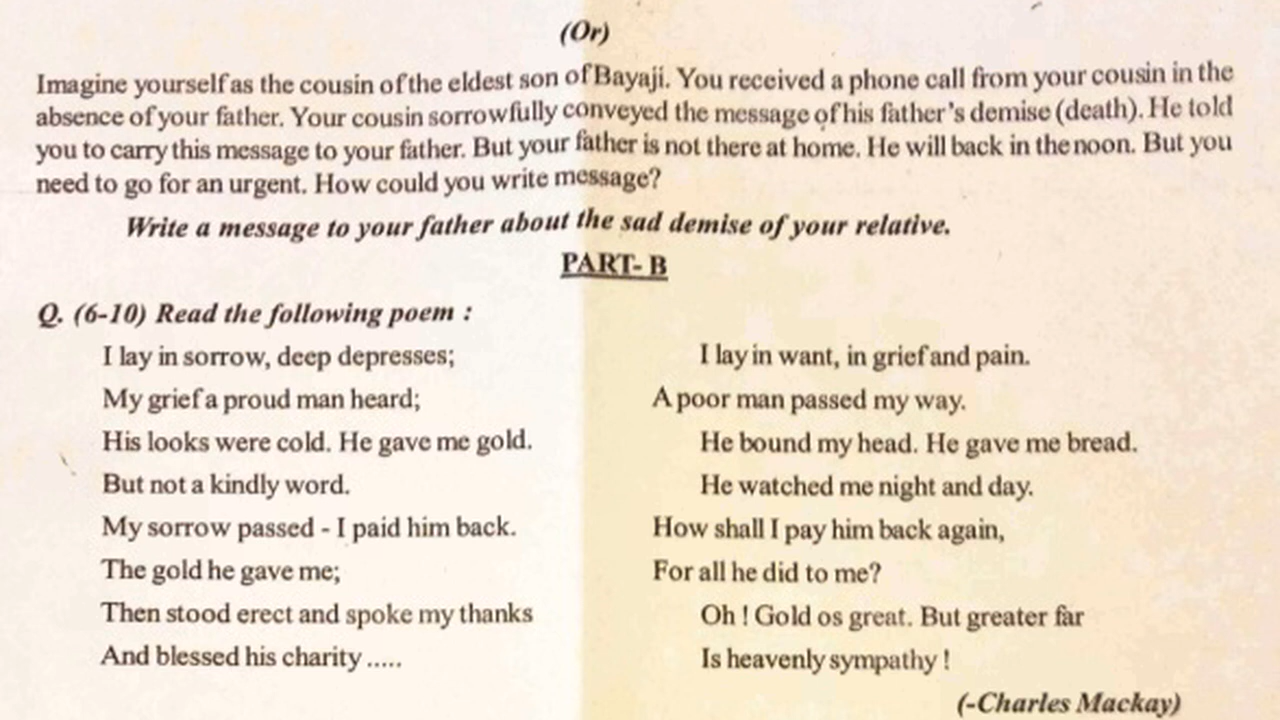 (Or)
Imagine yourself as the cousin of the eldest son of Bayaji. You received a phone call from your cousin in the
absence of your father. Your cousin sorrowfully conveyed the message of his father's demise (death). He told
you to carry this message to your father. But your father is not there at home. He will back in the noon. But you
need to go for an urgent. How could you write message?
Write a message to your father about the sad demise of your relative.
PART- B
Q. (6-10) Read the following poem :
I lay in sorrow, deep depresses;
My grief a proud man heard;
His looks were cold. He gave me gold.
But not a kindly word.
My sorrow passed - I paid him back.
The gold he gave me;
Then stood erect and spoke my thanks
And blessed his charity .....
I lay in want, in grief and pain.
A poor man passed my way.
He bound my head. He gave me bread.
He watched me night and day.
How shall I pay him back again,
For all he did to me?
Oh ! Gold os great. But greater far
Is heavenly sympathy !
(-Charles Mackay)